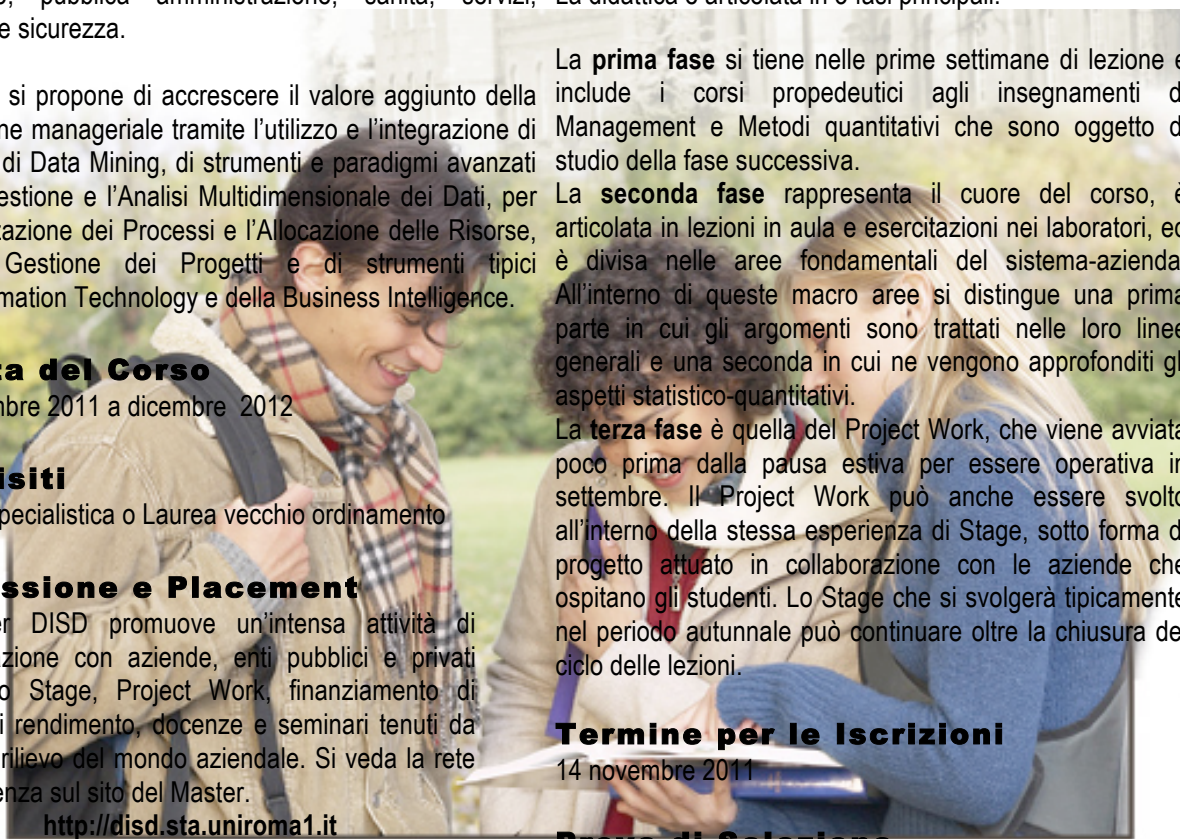 pubblica amministrazione, sanità, servizi,
e sicurezza.
si propone di accrescere il valore aggiunto della
manageriale tramite l'utilizzo e l'integrazione di
di Data Mining, di strumenti e paradigmi avanzati
e l'Analisi Multidimensionale dei Dati, per
dei Processi e l'Allocazione delle Risorse,
Gestione dei Progetti e di strumenti tipici
Technology e della Business Intelligence.
del Corso
2011 a dicembre 2012
specialistica o Laurea vecchio ordinamento
e Placement
DISD promuove un'intensa attività di
con aziende, enti pubblici e privati
Stage, Project Work, finanziamento di
rendimento, docenze e seminari tenuti da
rilievo del mondo aziendale. Si veda la rete
sul sito del Master.
http://disd.sta.uniroma1.it
La didattica è articolata in 3 fasi principali.
La prima fase si tiene nelle prime settimane di lezione e
include i corsi propedeutici agli insegnamenti di
Management e Metodi quantitativi che sono oggetto di
studio della fase successiva.
La seconda fase rappresenta il cuore del corso, è
articolata in lezioni in aula e esercitazioni nei laboratori, ed
è divisa nelle aree fondamentali del sistema-azienda.
All'interno di queste macro aree si distingue una prima
parte in cui gli argomenti sono trattati nelle loro linee
generali e una seconda in cui ne vengono approfonditi gli
aspetti statistico-quantitativi.
La terza fase è quella del Project Work, che viene avviata
poco prima dalla pausa estiva per essere operativa in
settembre. Il Project Work può anche essere svolto
all'interno della stessa esperienza di Stage, sotto forma di
progetto attuato in collaborazione con le aziende che
ospitano gli studenti. Lo Stage che si svolgerà tipicamente
nel periodo autunnale può continuare oltre la chiusura del
ciclo delle lezioni.
Termine per le Iscrizioni
14 novembre 2011
Prova di Selezione